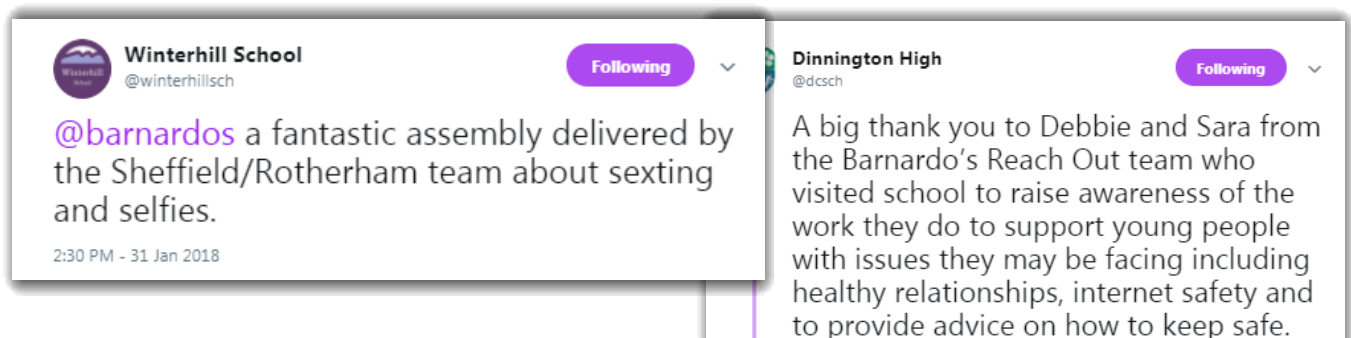 Winterhill School
@winterhillsch
Following
Winterhill
School
@barnardos a fantastic assembly delivered by
the Sheffield/Rotherham team about sexting
and selfies.
2:30 PM - 31 Jan 2018
Dinnington High
@dcsch
Following
A big thank you to Debbie and Sara from
the Barnardo's Reach Out team who
visited school to raise awareness of the
work they do to support young people
with issues they may be facing including
healthy relationships, internet safety and
to provide advice on how to keep safe.